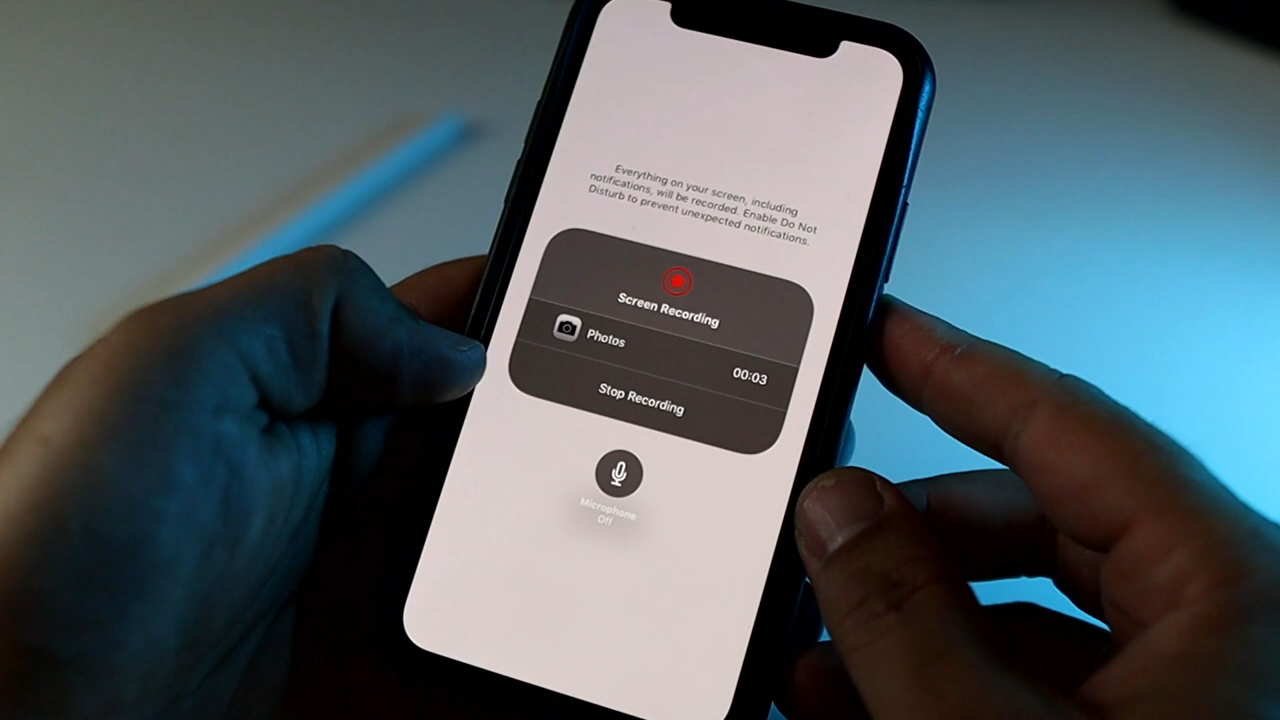 Everything on your screen, including
notifications, will be recorded. Enable Do Not
Disturb to prevent unexpected notifications.
Screen Recording
Photos
00:03
Stop Recording
Microphone
Off